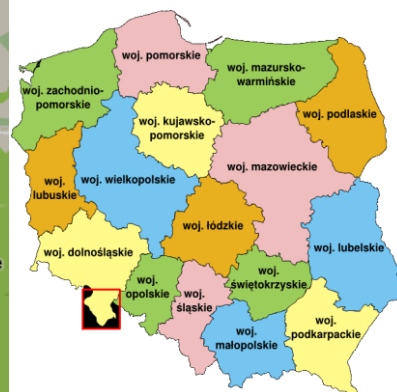 woj. pomorskie
woj. mazursko-
warmińskie
woj. zachodnio-
pomorskie
woj. podlaskie
woj. kujawsko-
pomorskie
woj. mazowieckie
woj.
lubuskie
woj. wielkopolskie
woj. łódzkie
woj. lubelskie
woj. dolnośląskie
woj.
opolskie
woj.
śląskie
woj.
świętokrzyskie
woj.
małopolskie
woj.
podkarpackie
e